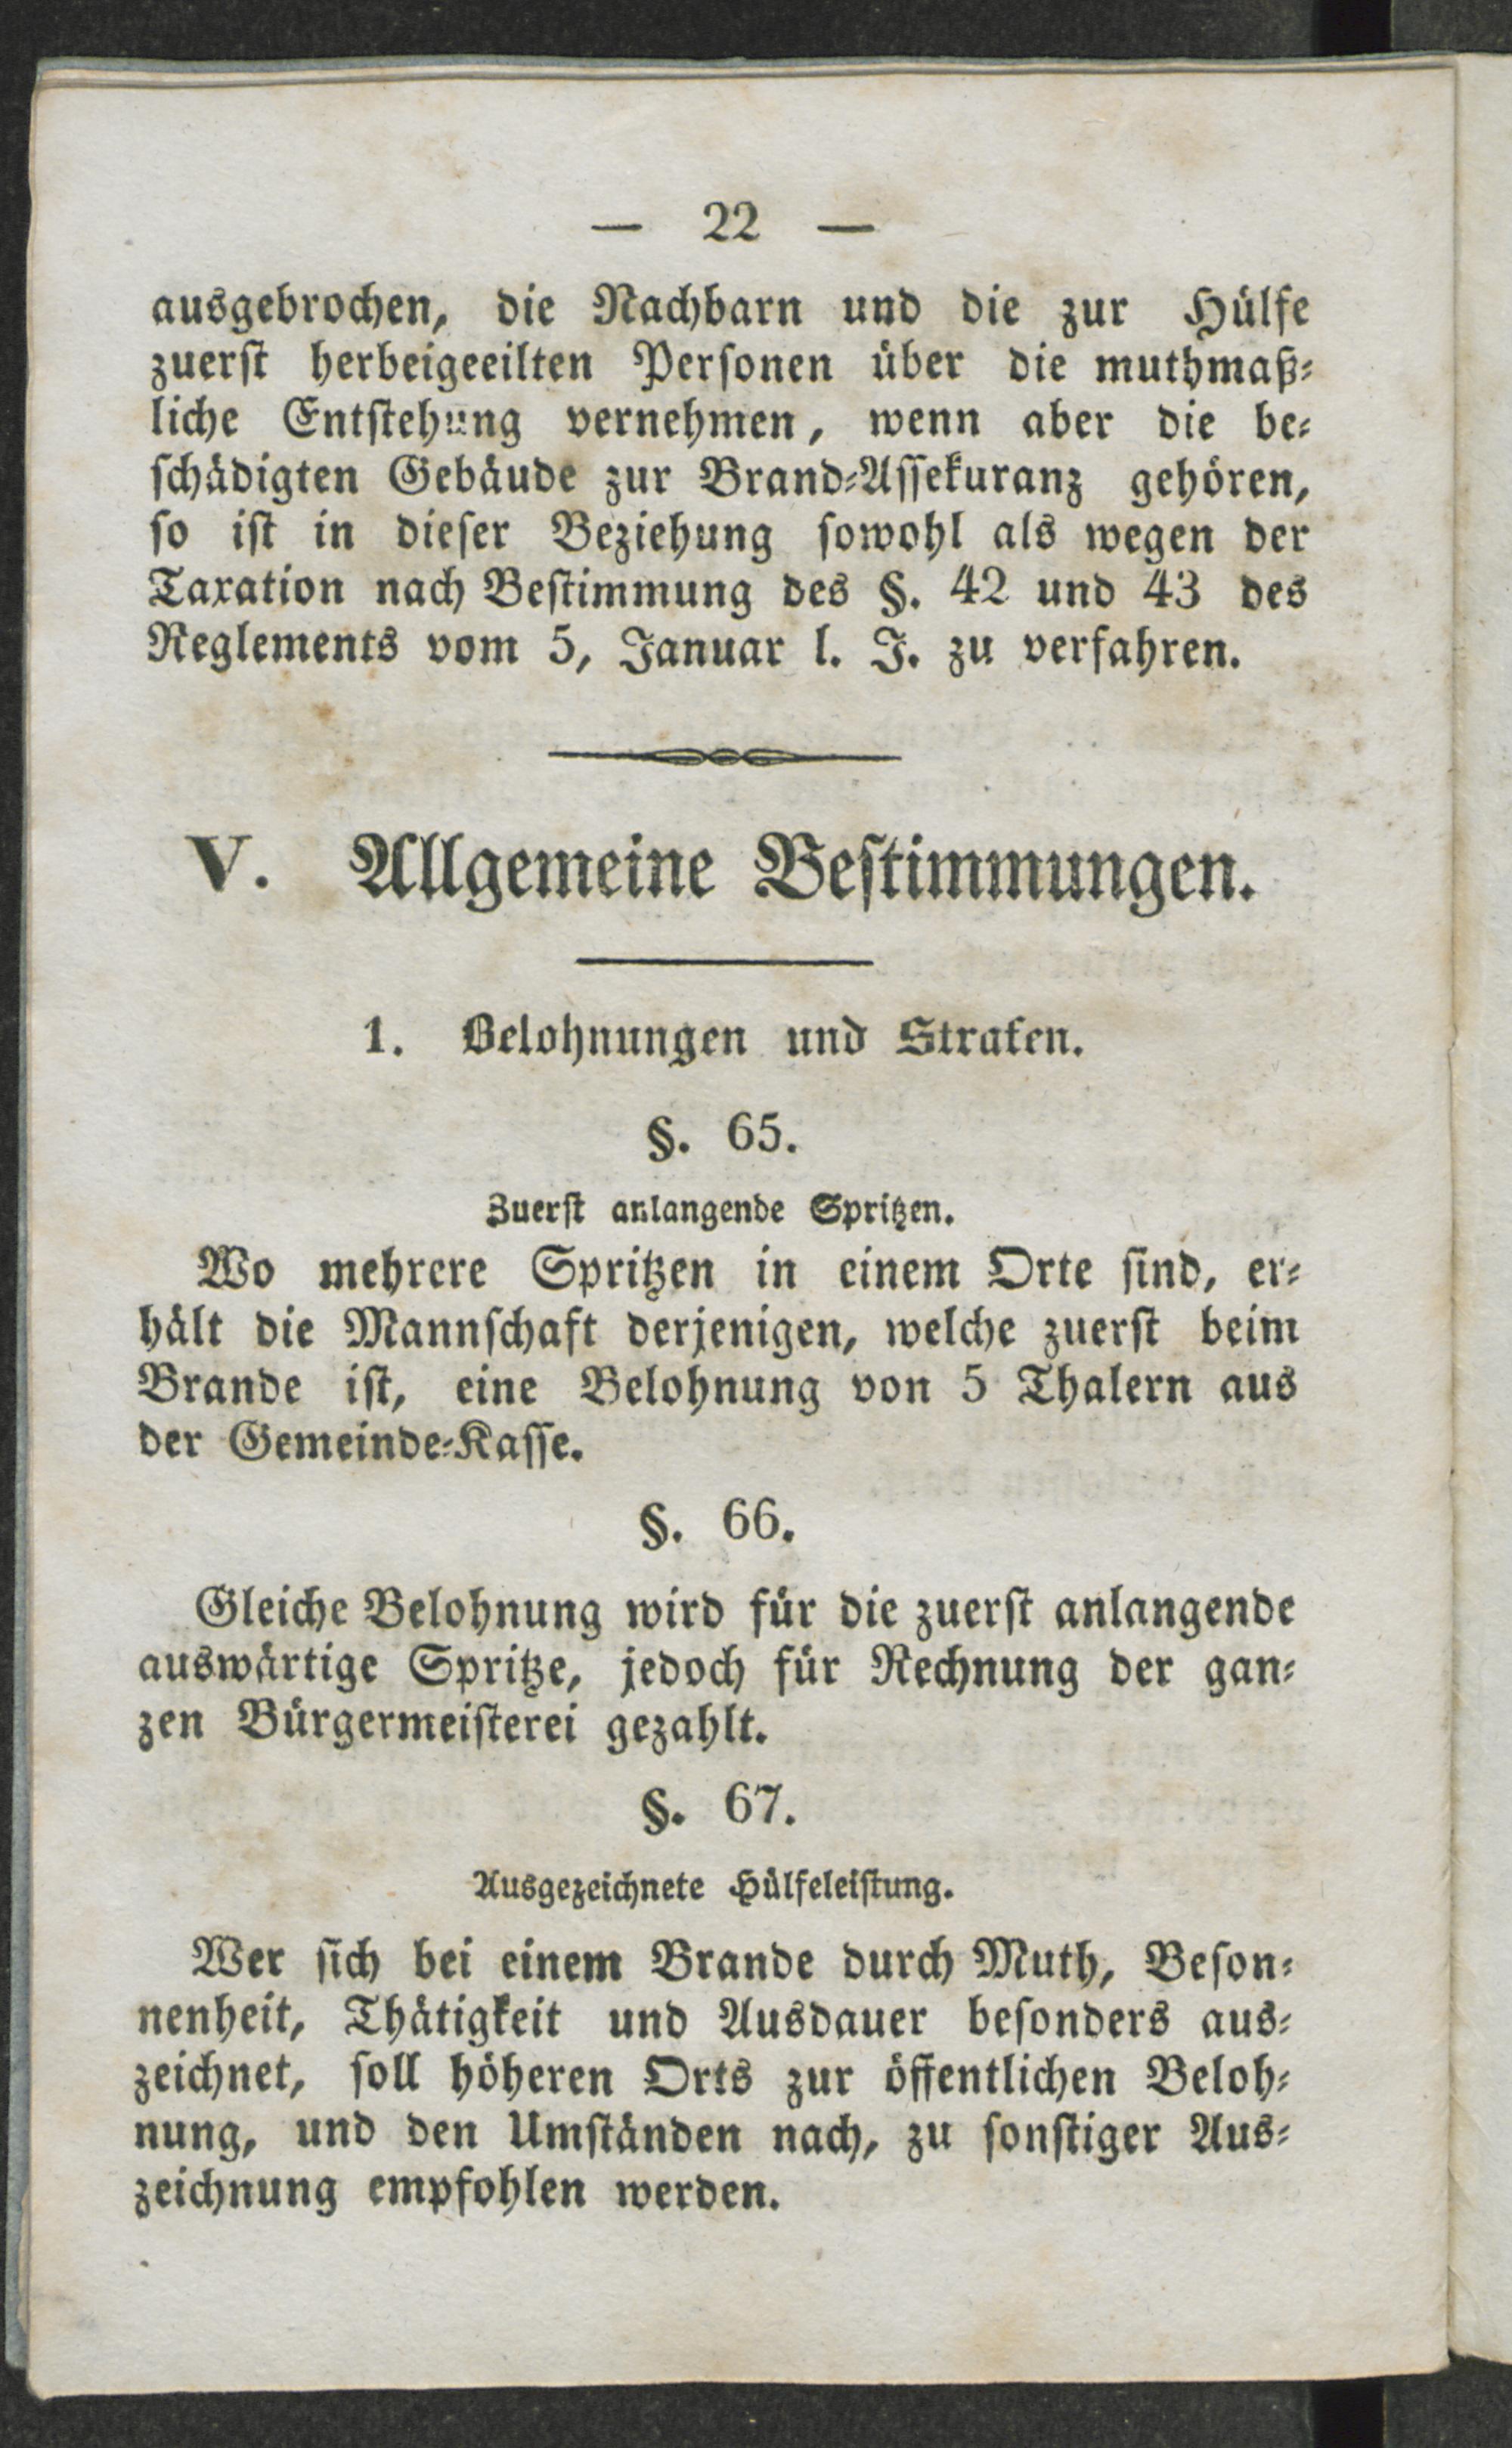 — 22 —
ausgebrochen, die Nachbarn und die zur Hülfe
zuerst herbeigeeilten Personen über die muthmaß-
liche Entstehung vernehmen, wenn aber die be-
schädigten Gebäude zur Brand-Assekuranz gehören,
so ist in dieser Beziehung sowohl als wegen der
Taxation nach Bestimmung des §. 42 und 43 des
Reglements vom 5, Januar l. J. zu verfahren.
V. Allgemeine Bestimmungen.
1. Belohnungen und Strafen.
§. 65.
Zuerst anlangende Spritzen.
Wo mehrere Spritzen in einem Orte sind, er-
hält die Mannschaft derjenigen, welche zuerst beim
Brande ist, eine Belohnung von 5 Thalern aus
der Gemeinde-Kasse.
§. 66.
Gleiche Belohnung wird für die zuerst anlangende
auswärtige Spritze, jedoch für Rechnung der gan-
zen Bürgermeisterei gezahlt.
§. 67.
Ausgezeichnete Hülfeleistung.
Wer sich bei einem Brande durch Muth, Beson-
nenheit, Thätigkeit und Ausdauer besonders aus-
zeichnet, soll höheren Orts zur öffentlichen Beloh-
nung, und den Umständen nach, zu sonstiger Aus-
zeichnung empfohlen werden.